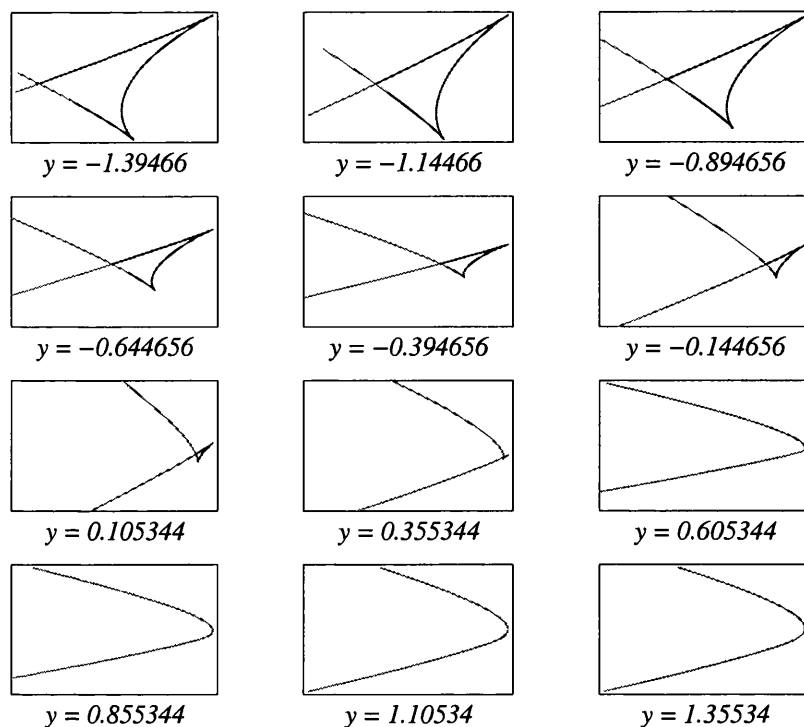 y = −1.39466
y = −1.14466
y = −0.894656
y = −0.644656
y = −0.394656
y = −0.144656
y = 0.105344
y = 0.355344
y = 0.605344
y = 0.855344
y = 1.10534
y = 1.35534